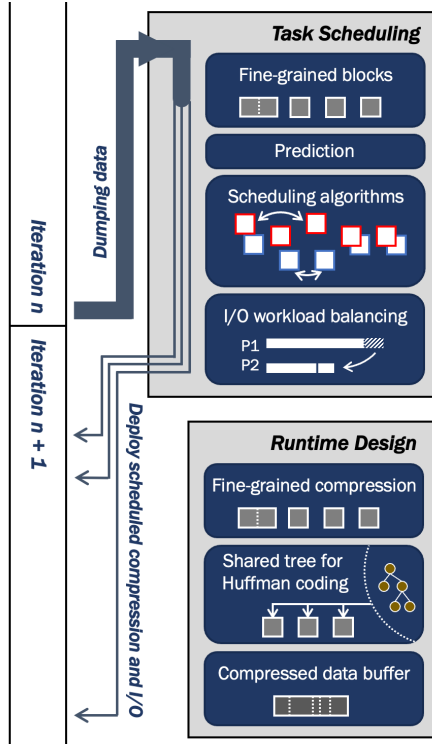 Iteration n
Iteration n + 1
Dumping data
Deploy scheduled compression and I/O
Task Scheduling
Fine-grained blocks
Prediction
Scheduling algorithms
I/O workload balancing
P1
P2
Runtime Design
Fine-grained compression
Shared tree for
Huffman coding
Compressed data buffer